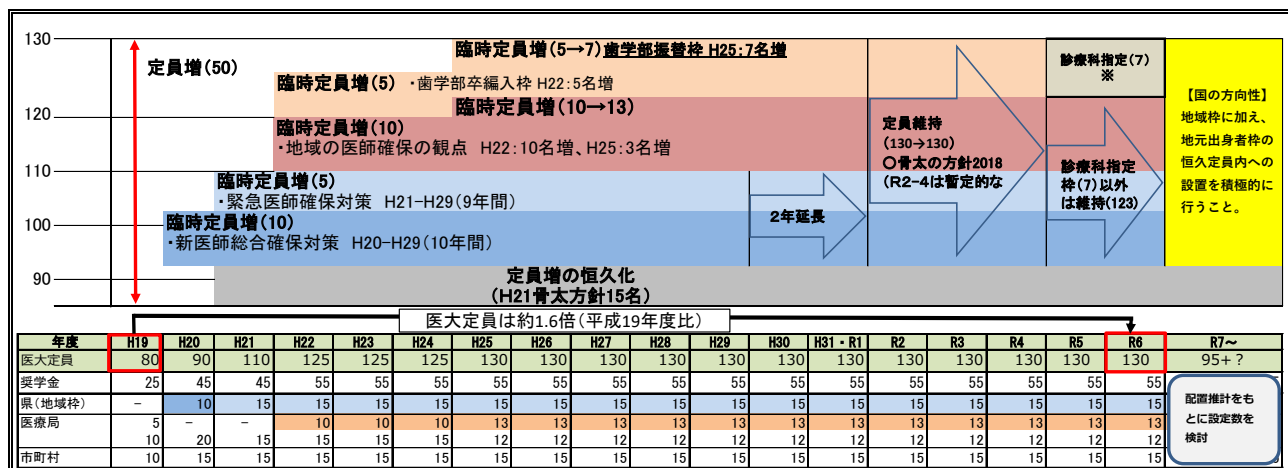 130
120
110
100
90
定員増(50)
臨時定員増(5→7)歯学部振替枠 H25:7名増
臨時定員増(5) ・歯学部卒編入枠 H22:5名増
臨時定員増(10→13)
臨時定員増(10)
・地域の医師確保の観点 H22:10名増、H25:3名増
臨時定員増(5)
・緊急医師確保対策 H21-H29(9年間)
臨時定員増(10)
・新医師総合確保対策 H20-H29(10年間)
定員増の恒久化
(H21骨太方針15名)
2年延長
定員維持
(130→130)
〇骨太の方針2018
(R2-4は暫定的な
診療科指定(7)
※
診療科指定
枠(7)以外
は維持(123)
【国の方向性】
地域枠に加え、
地元出身者枠の
恒久定員内への
設置を積極的に
行うこと。
医大定員は約1.6倍(平成19年度比)
年度 H19 H20 H21 H22 H23 H24 H25 H26 H27 H28 H29 H30 H31・R1 R2 R3 R4 R5 R6 R7~
医大定員 80 90 110 125 125 125 130 130 130 130 130 130 130 130 130 130 130 130 95+?
奨学金 25 45 45 55 55 55 55 55 55 55 55 55 55 55 55 55 55 55
県(地域枠) - 10 15 15 15 15 15 15 15 15 15 15 15 15 15 15 15 15
医療局 5 - - 10 10 10 13 13 13 13 13 13 13 13 13 13 13 13
10 20 15 15 15 15 12 12 12 12 12 12 12 12 12 12 12 12
市町村 10 15 15 15 15 15 15 15 15 15 15 15 15 15 15 15 15 15
配置推計をも
とに設定数を
検討